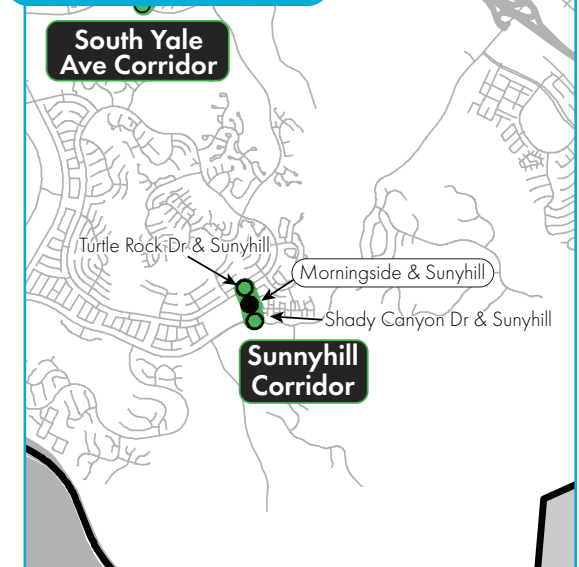 South Yale
Ave Corridor
Turtle Rock Dr & Sunyhill
Morningside & Sunyhill
Shady Canyon Dr & Sunyhill
Sunnyhill
Corridor